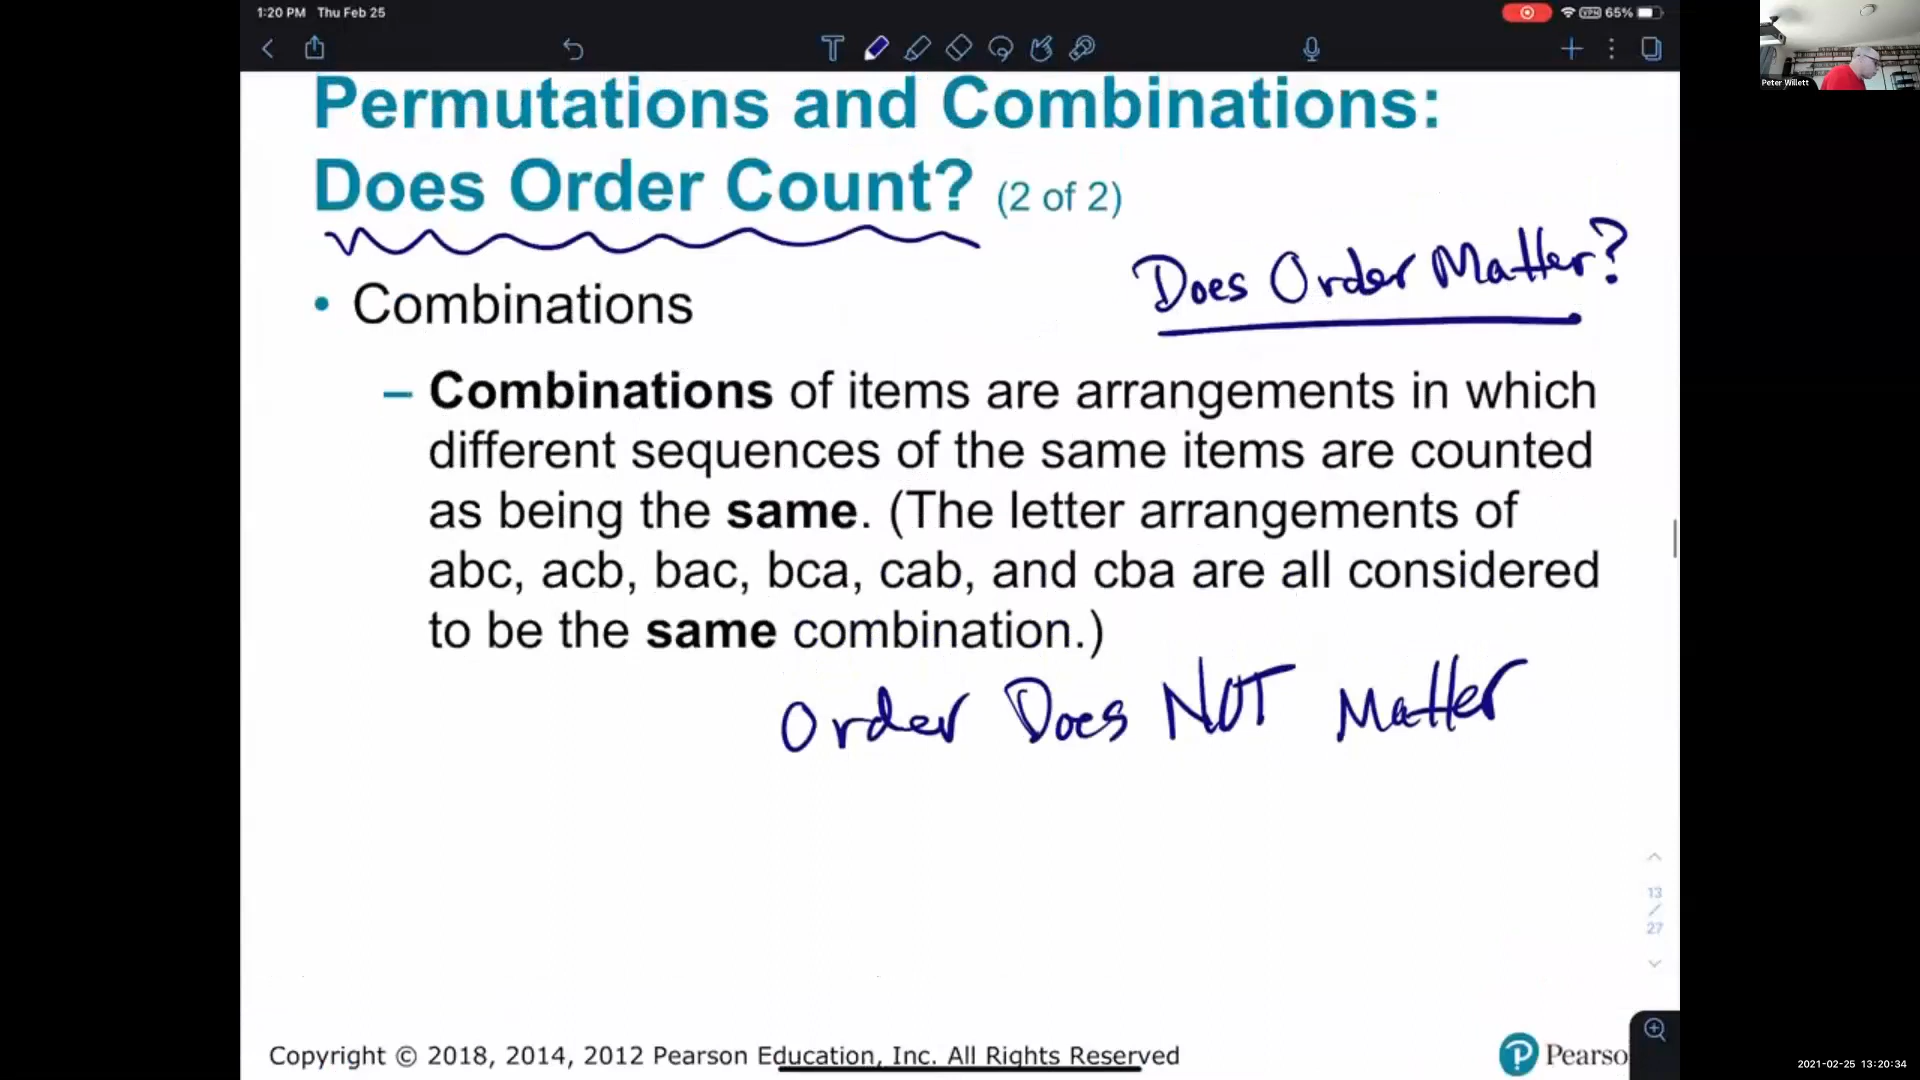 1:20 PM Thu Feb 25
VPN 65%
Peter Willett
Permutations and Combinations:
Does Order Count? (2 of 2)
Does Order Matter?
• Combinations
– Combinations of items are arrangements in which
different sequences of the same items are counted
as being the same. (The letter arrangements of
abc, acb, bac, bca, cab, and cba are all considered
to be the same combination.)
Order Does NOT Matter
13
/
27
Copyright © 2018, 2014, 2012 Pearson Education, Inc. All Rights Reserved
P Pearso
2021-02-25 13:20:34